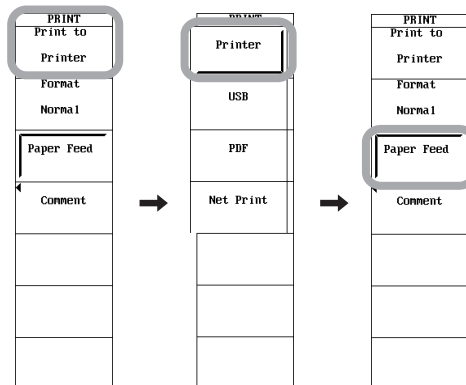 PRINT
Print to
Printer
Format
Normal
Paper Feed
Comment
PRINT
Printer
USB
PDF
Net Print
PRINT
Print to
Printer
Format
Normal
Paper Feed
Comment